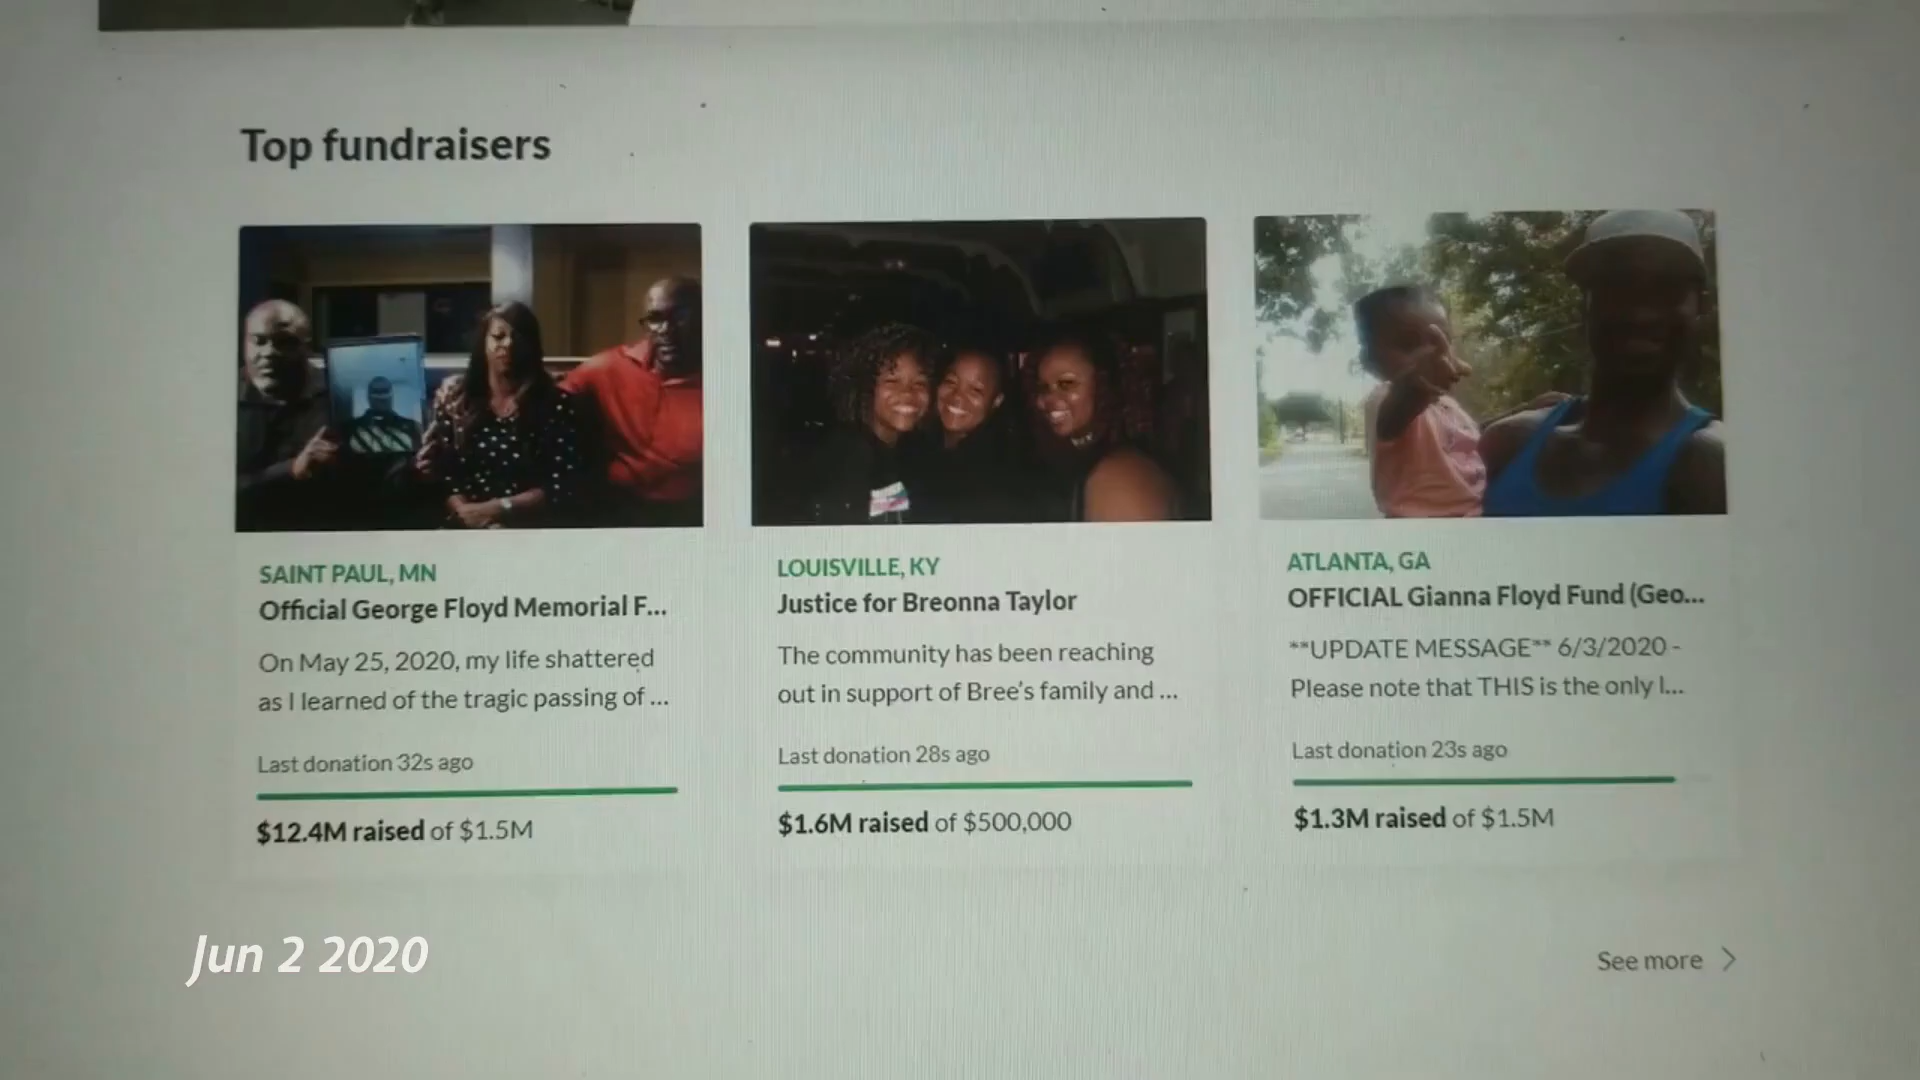 Top fundraisers
SAINT PAUL, MN
Official George Floyd Memorial F...
On May 25, 2020, my life shattered
as I learned of the tragic passing of ...
Last donation 32s ago
$12.4M raised of $1.5M
LOUISVILLE, KY
Justice for Breonna Taylor
The community has been reaching
out in support of Bree's family and ...
Last donation 28s ago
$1.6M raised of $500,000
ATLANTA, GA
OFFICIAL Gianna Floyd Fund (Geo...
**UPDATE MESSAGE** 6/3/2020 -
Please note that THIS is the only l...
Last donation 23s ago
$1.3M raised of $1.5M
See more
Jun 2 2020